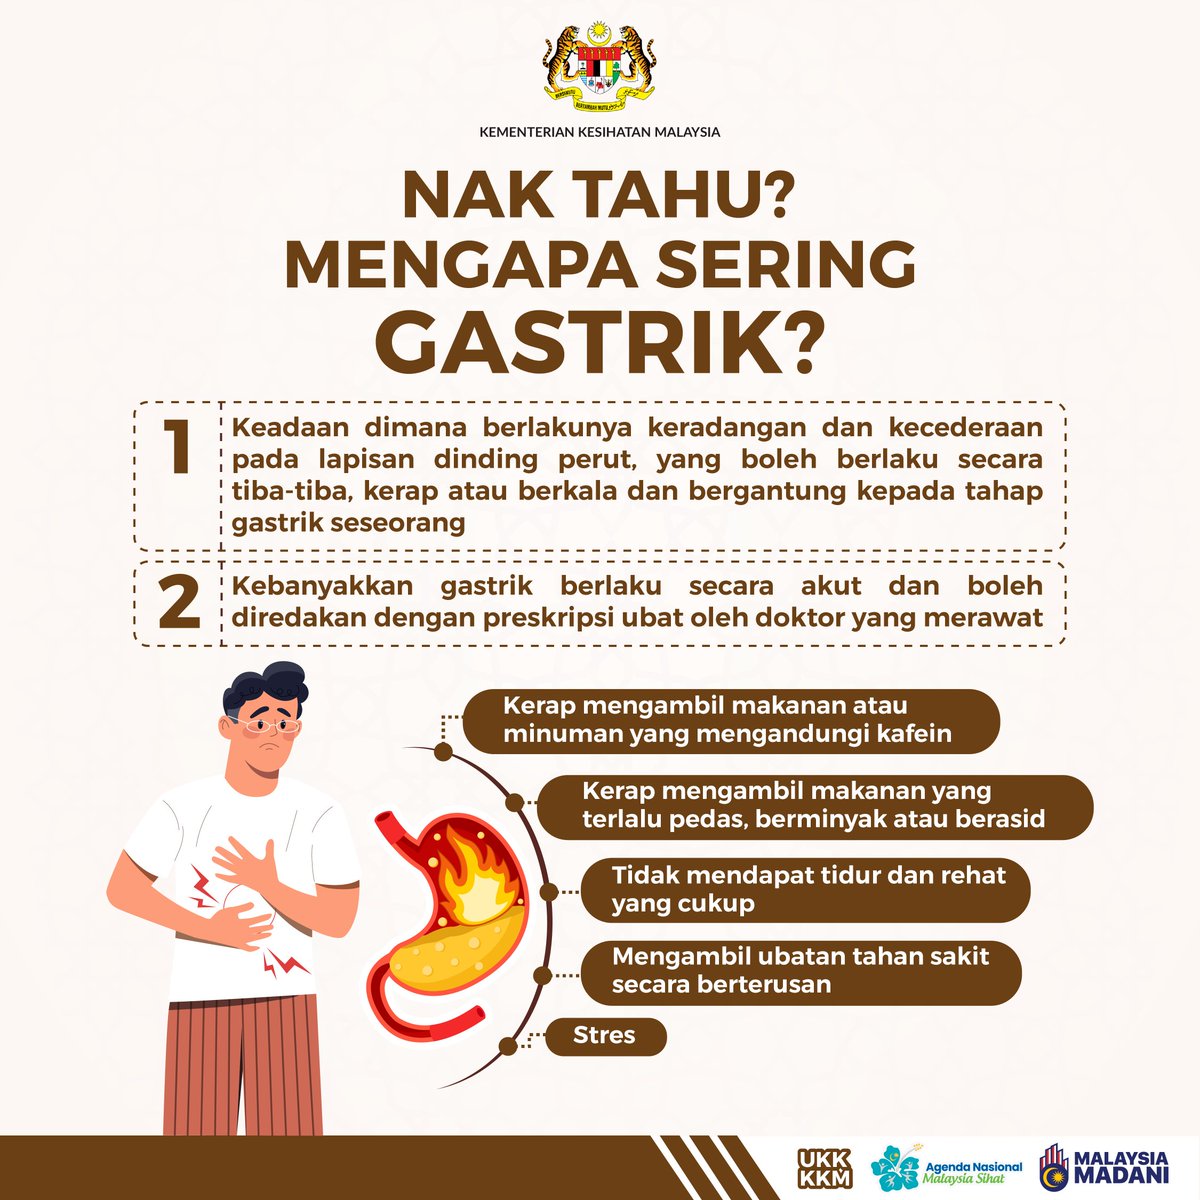 BERSEKUTU BERTAMBAH MUTU
KEMENTERIAN KESIHATAN MALAYSIA
NAK TAHU?
MENGAPA SERING
GASTRIK?
1
Keadaan dimana berlakunya keradangan dan kecederaan
pada lapisan dinding perut, yang boleh berlaku secara
tiba-tiba, kerap atau berkala dan bergantung kepada tahap
gastrik seseorang
2
Kebanyakkan gastrik berlaku secara akut dan boleh
diredakan dengan preskripsi ubat oleh doktor yang merawat
Kerap mengambil makanan atau
minuman yang mengandungi kafein
Kerap mengambil makanan yang
terlalu pedas, berminyak atau berasid
Tidak mendapat tidur dan rehat
yang cukup
Mengambil ubatan tahan sakit
secara berterusan
Stres
UKK
KKM
Agenda Nasional
Malaysia Sihat
MALAYSIA
MADANI